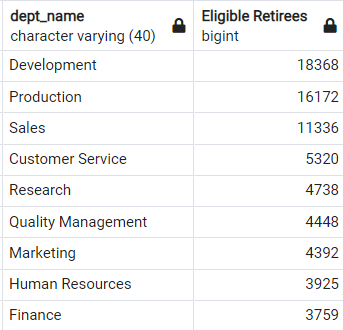 dept_name Eligible Retirees
character varying (40) bigint
Development 18368
Production 16172
Sales 11336
Customer Service 5320
Research 4738
Quality Management 4448
Marketing 4392
Human Resources 3925
Finance 3759